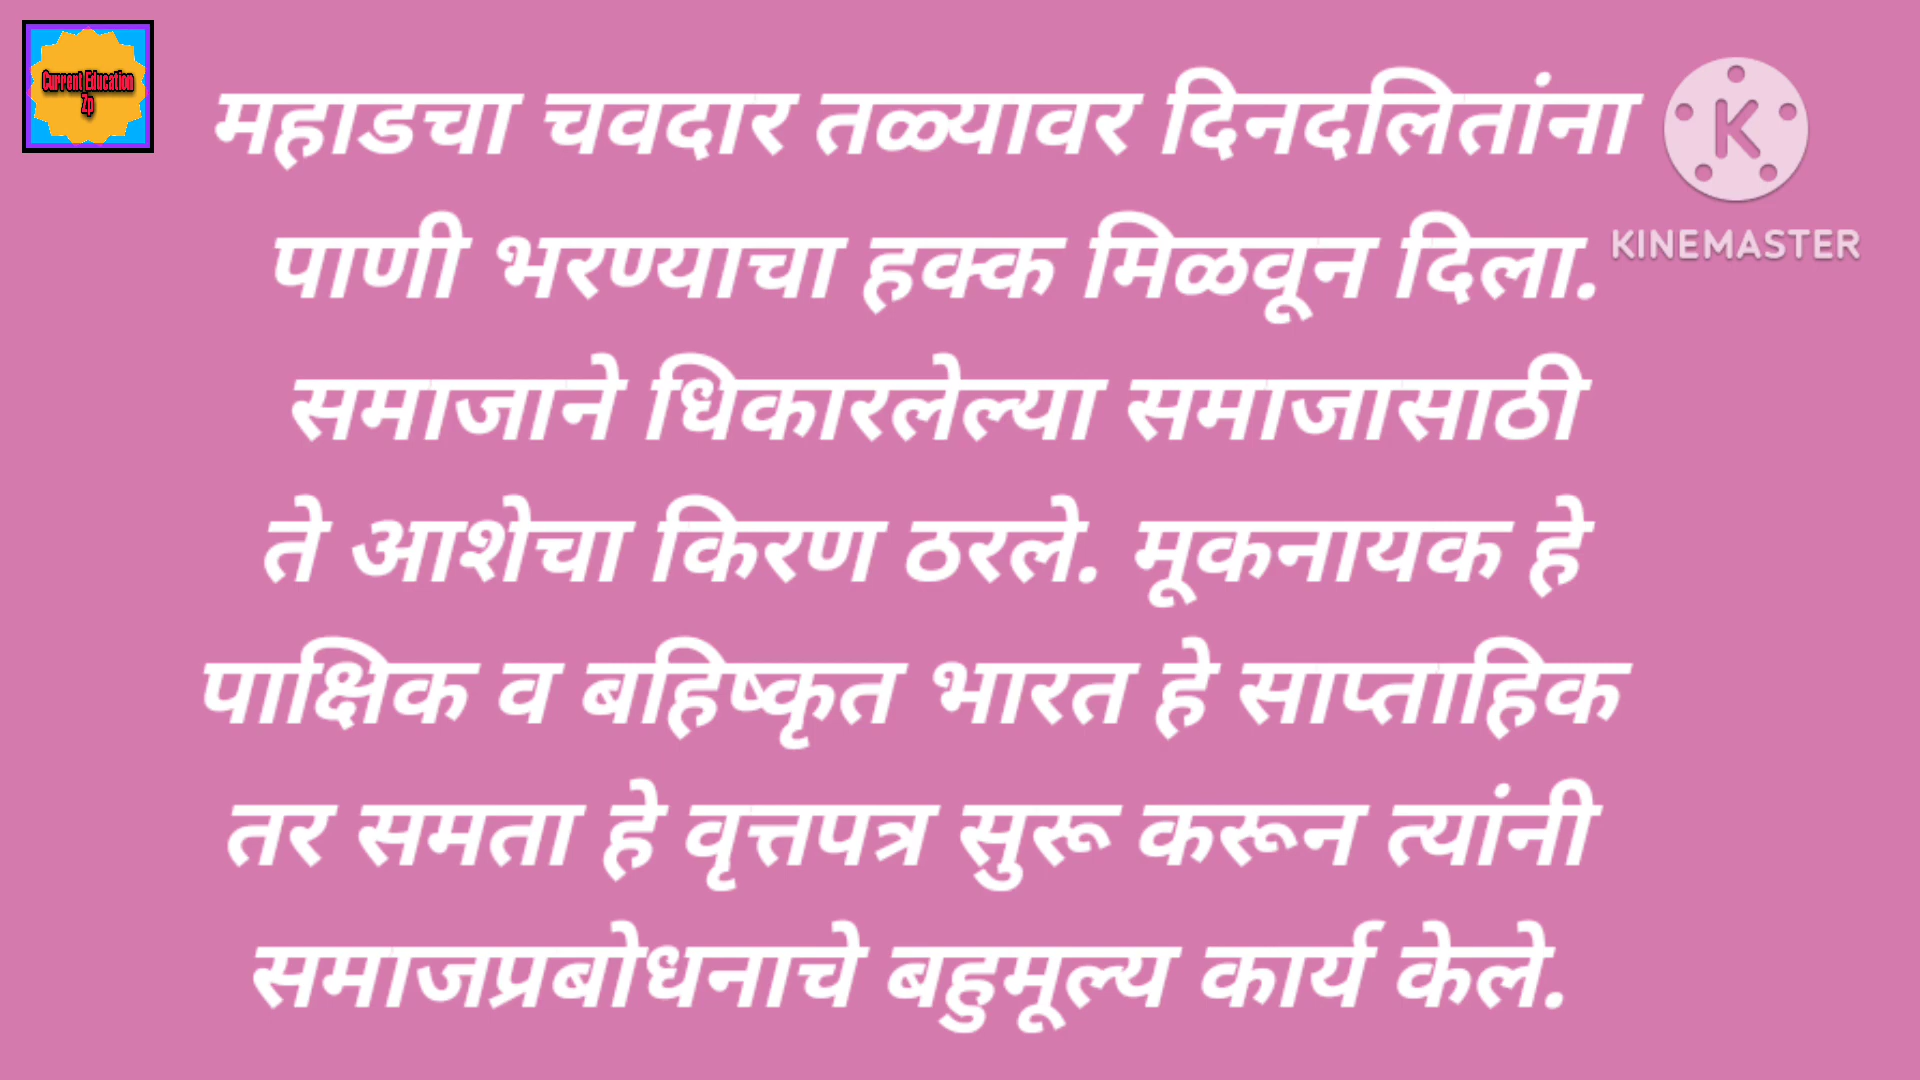 Current Education
Zp
महाडचा चवदार तळ्यावर दिनदलितांना
K
पाणी भरण्याचा हक्क मिळवून दिला.
KINEMASTER
समाजाने धिकारलेल्या समाजासाठी
ते आशेचा किरण ठरले. मूकनायक हे
पाक्षिक व बहिष्कृत भारत हे साप्ताहिक
तर समता हे वृत्तपत्र सुरू करून त्यांनी
समाजप्रबोधनाचे बहुमूल्य कार्य केले.